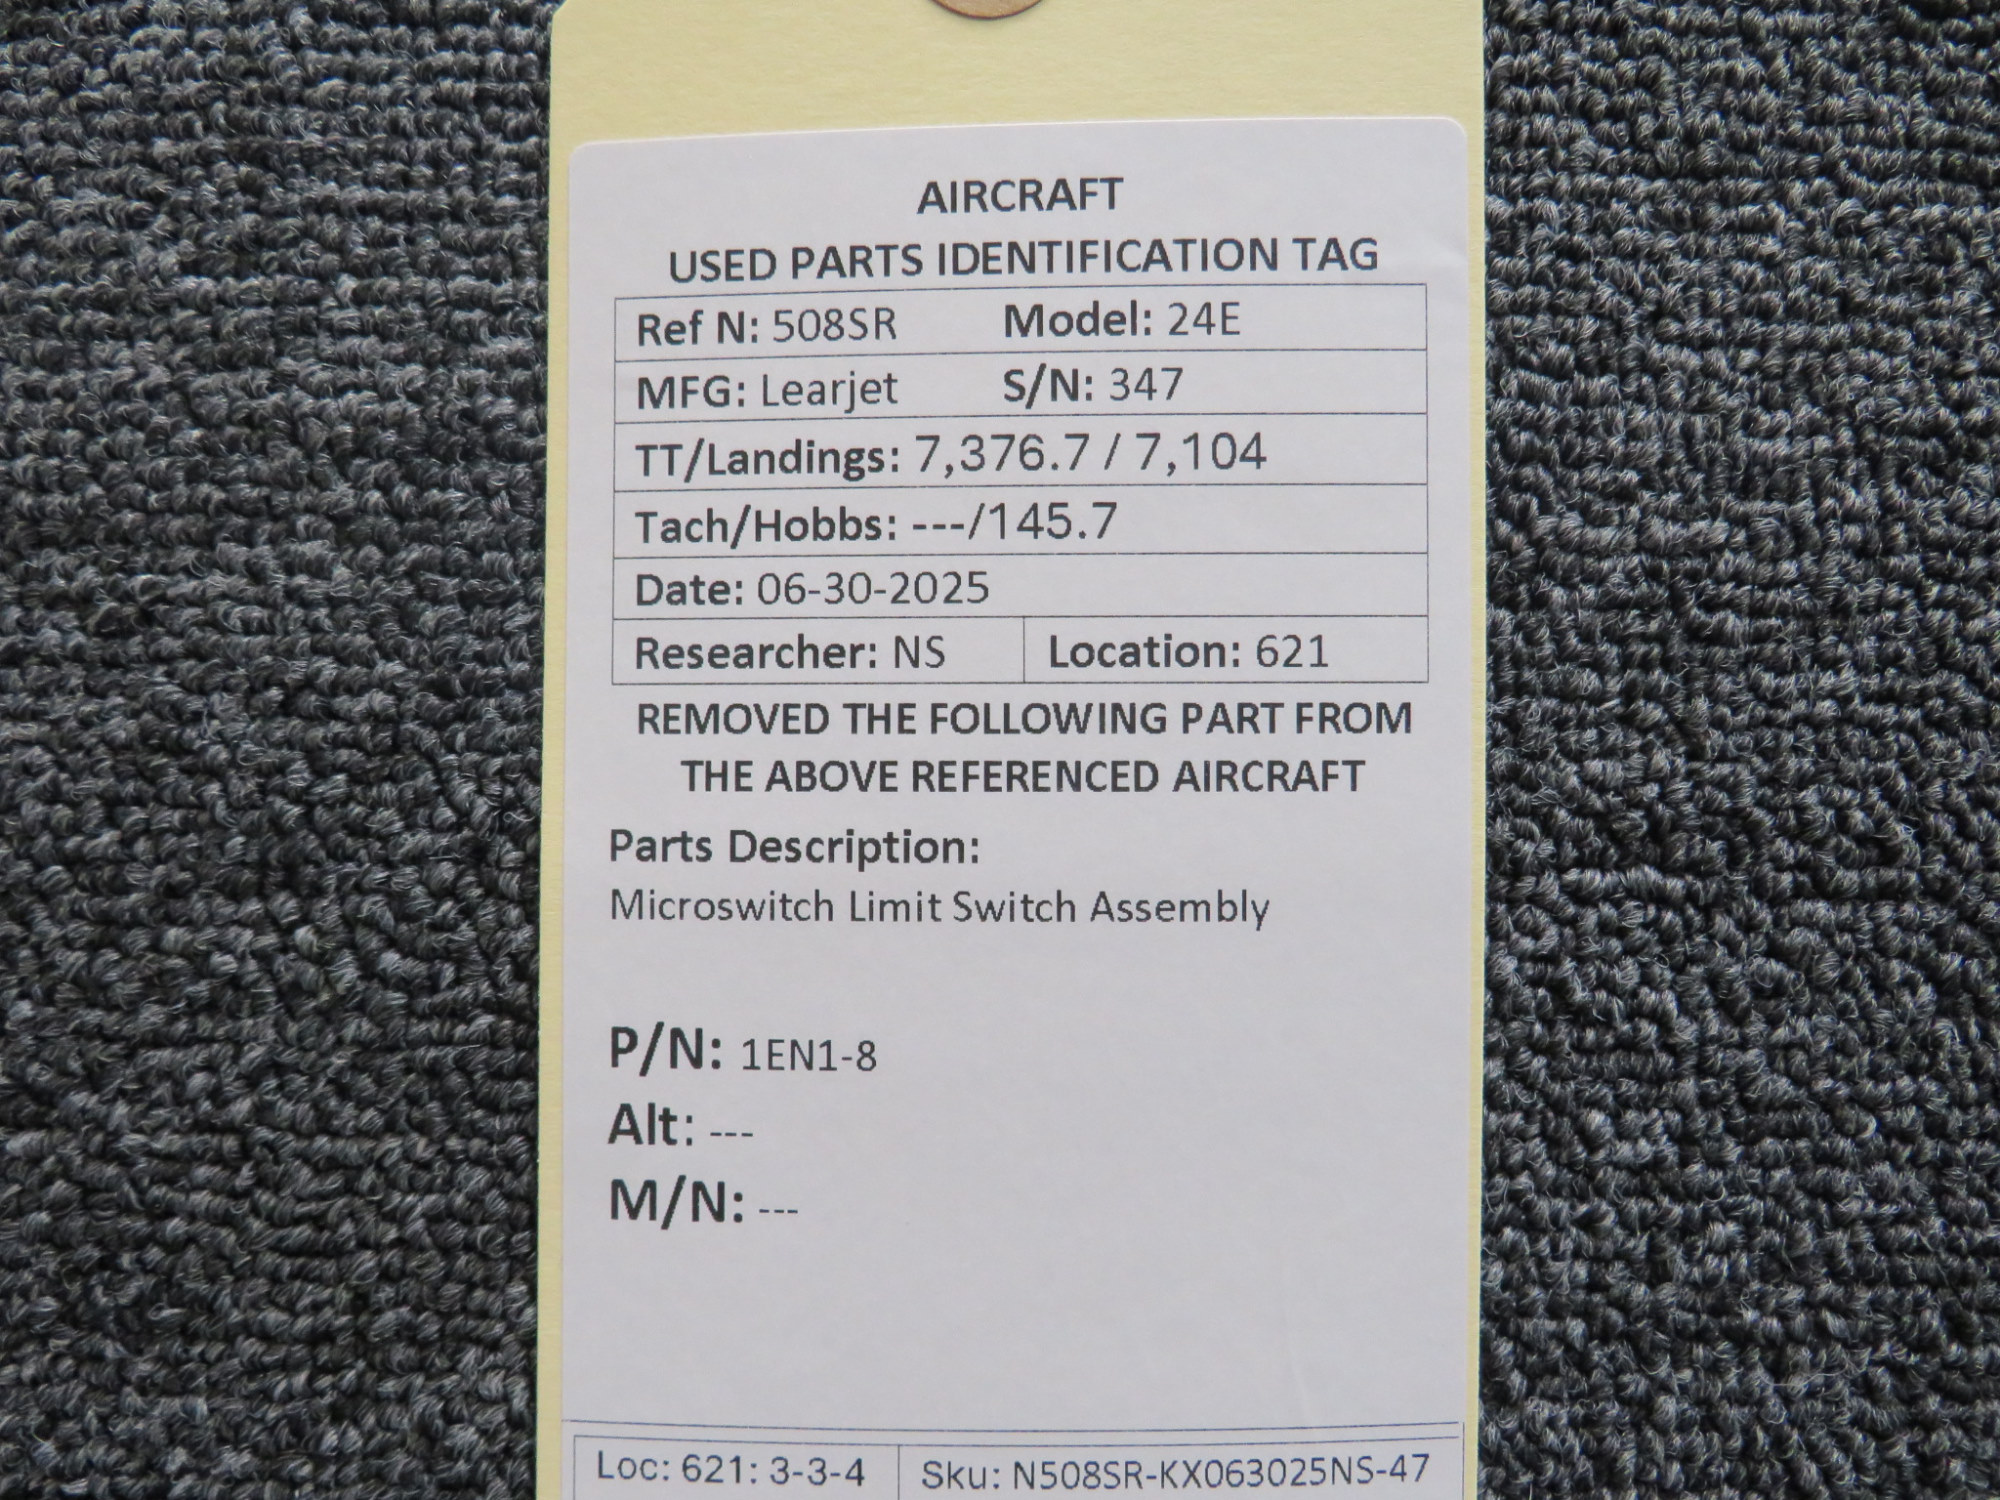 AIRCRAFT
USED PARTS IDENTIFICATION TAG
Ref N: 508SR Model: 24E
MFG: Learjet S/N: 347
TT/Landings: 7,376.7 / 7,104
Tach/Hobbs: ---/145.7
Date: 06-30-2025
Researcher: NS Location: 621
REMOVED THE FOLLOWING PART FROM
THE ABOVE REFERENCED AIRCRAFT
Parts Description:
Microswitch Limit Switch Assembly
P/N: 1EN1-8
Alt: ---
M/N: ---
Loc: 621: 3-3-4 Sku: N508SR-KX063025NS-47